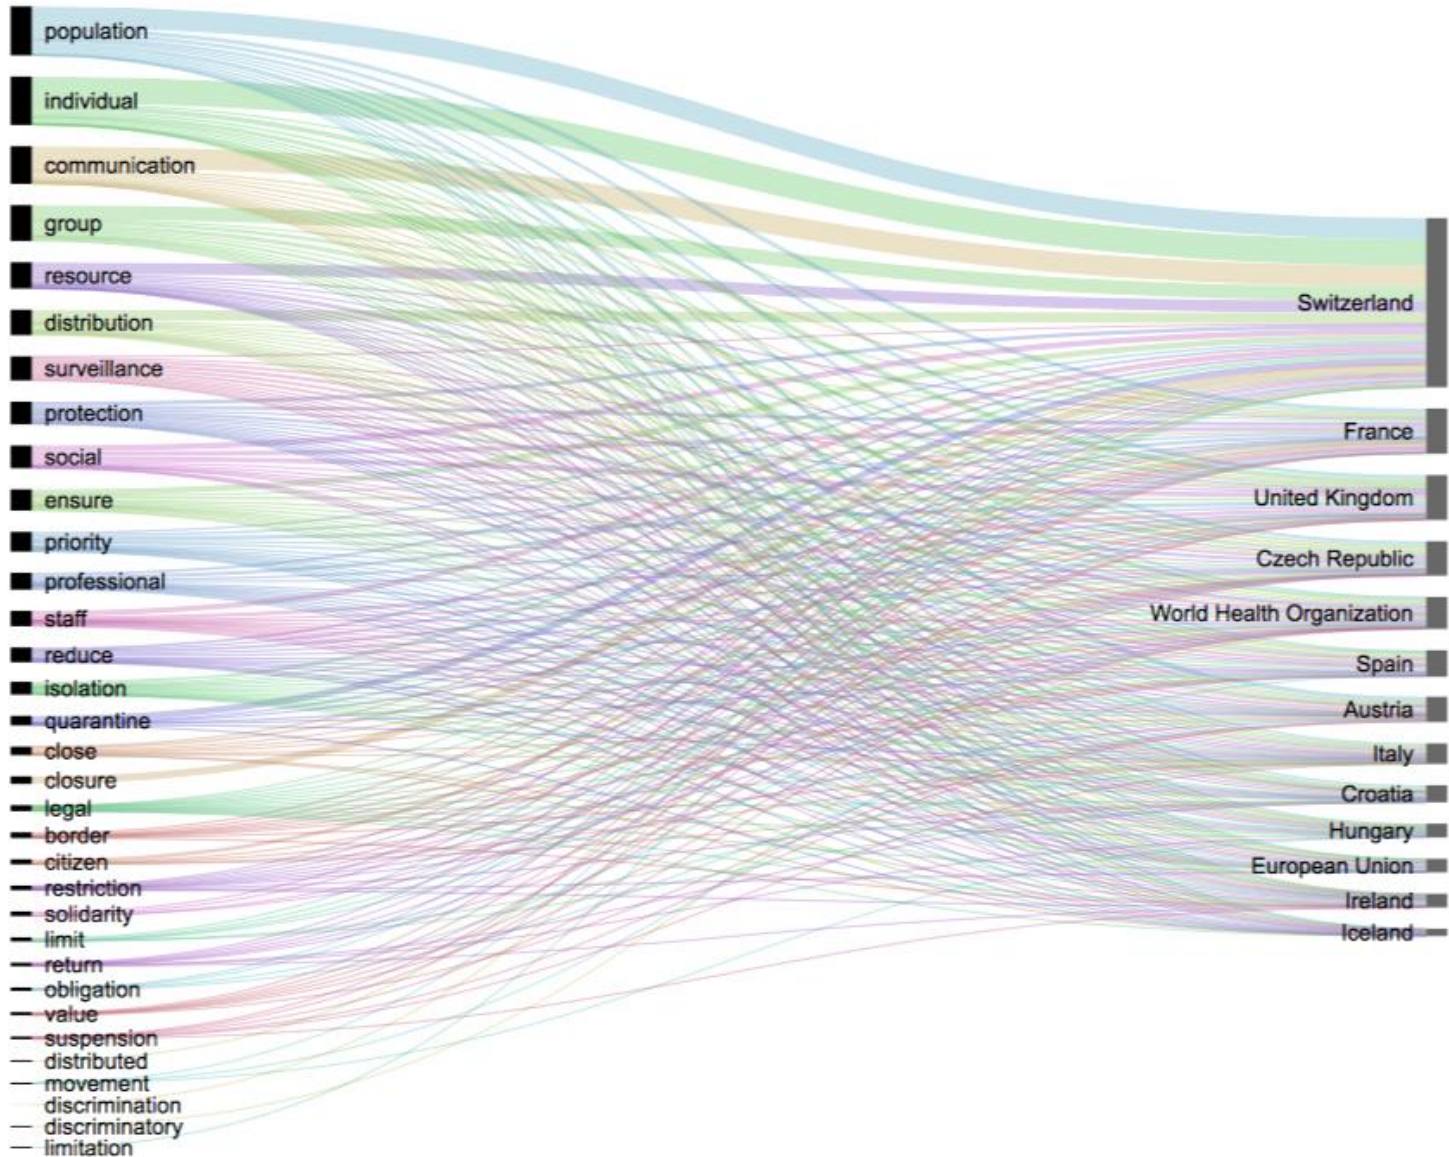 population
individual
communication
group
resource
distribution
surveillance
protection
social
ensure
priority
professional
staff
reduce
isolation
quarantine
close
closure
legal
border
citizen
restriction
solidarity
limit
return
obligation
value
suspension
distributed
movement
discrimination
discriminatory
limitation
Switzerland
France
United Kingdom
Czech Republic
World Health Organization
Spain
Austria
Italy
Croatia
Hungary
European Union
Ireland
Iceland